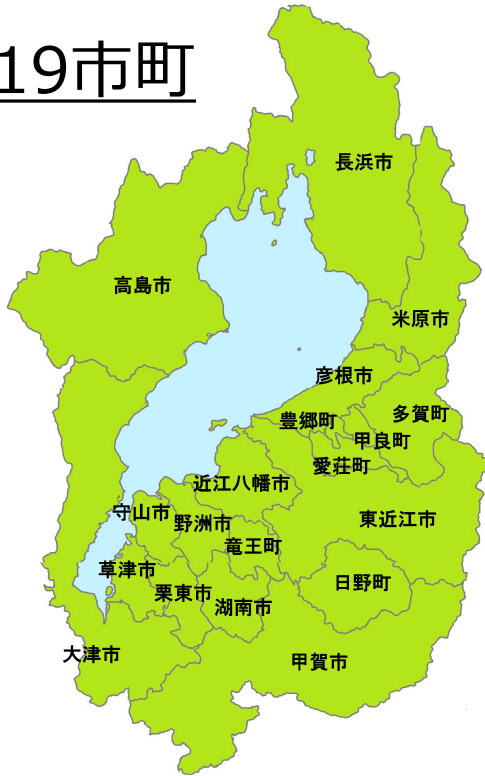 19市町
長浜市
高島市
米原市
彦根市
多賀町
豊郷町
甲良町
愛荘町
近江八幡市
守山市
野洲市
東近江市
竜王町
草津市
日野町
栗東市
湖南市
大津市
甲賀市